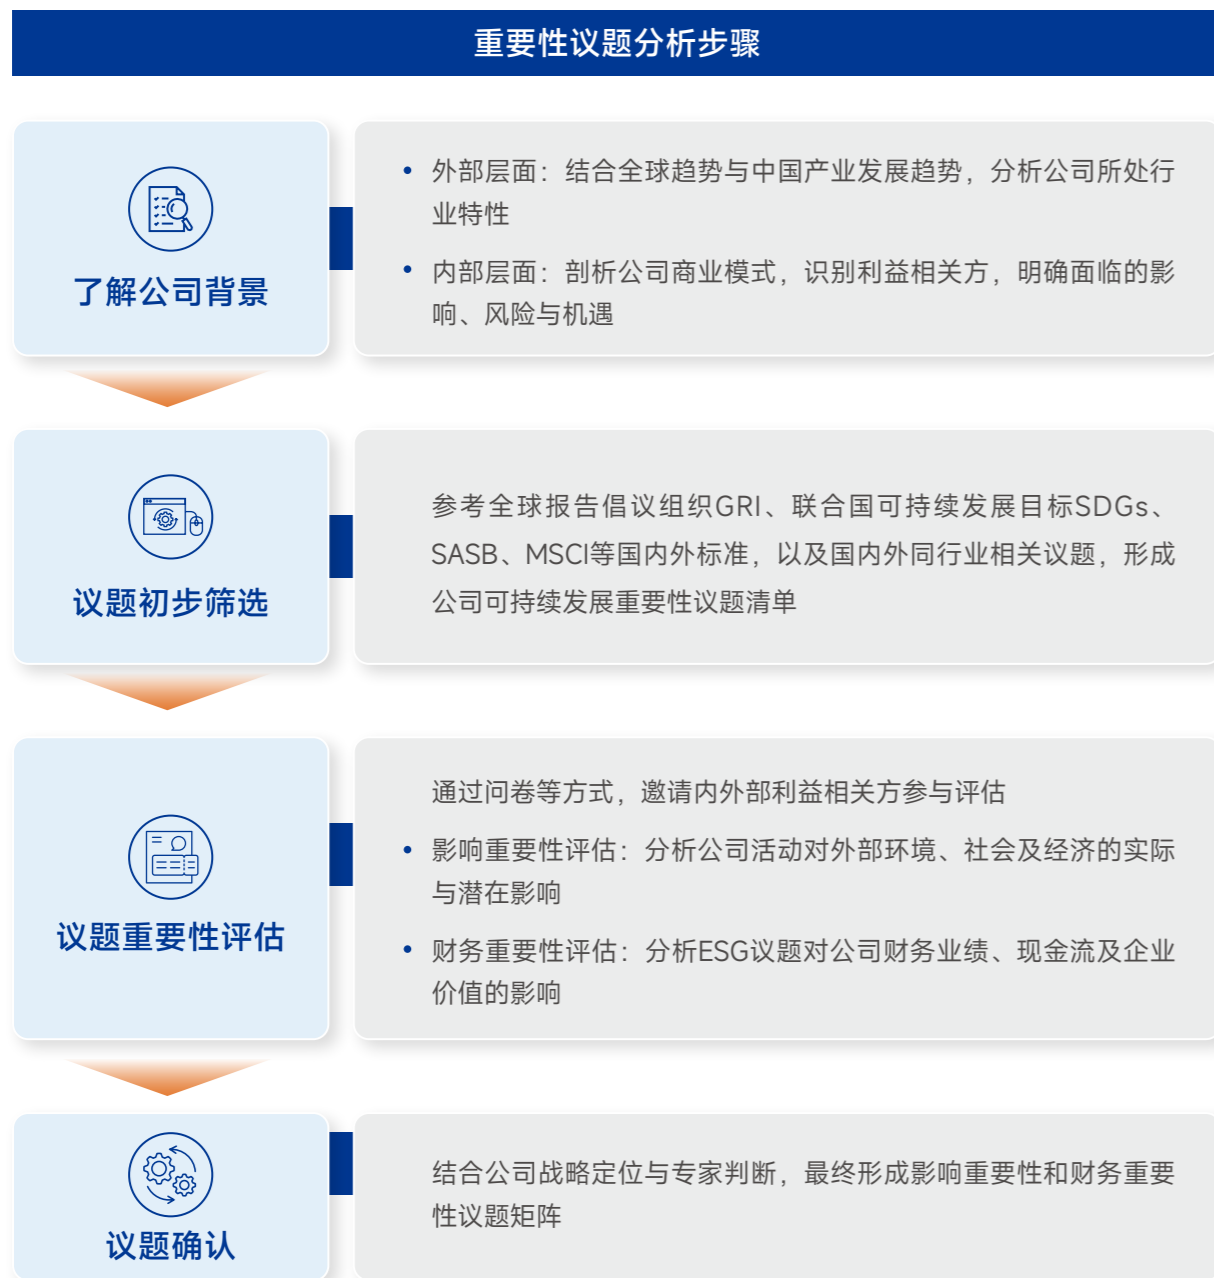 重要性议题分析步骤
了解公司背景
• 外部层面：结合全球趋势与中国产业发展趋势，分析公司所处行
业特性
• 内部层面：剖析公司商业模式，识别利益相关方，明确面临的影
响、风险与机遇
议题初步筛选
参考全球报告倡议组织GRI、联合国可持续发展目标SDGs、
SASB、MSCI等国内外标准，以及国内外同行业相关议题，形成
公司可持续发展重要性议题清单
议题重要性评估
通过问卷等方式，邀请内外部利益相关方参与评估
• 影响重要性评估：分析公司活动对外部环境、社会及经济的实际
与潜在影响
• 财务重要性评估：分析ESG议题对公司财务业绩、现金流及企业
价值的影响
议题确认
结合公司战略定位与专家判断，最终形成影响重要性和财务重要
性议题矩阵